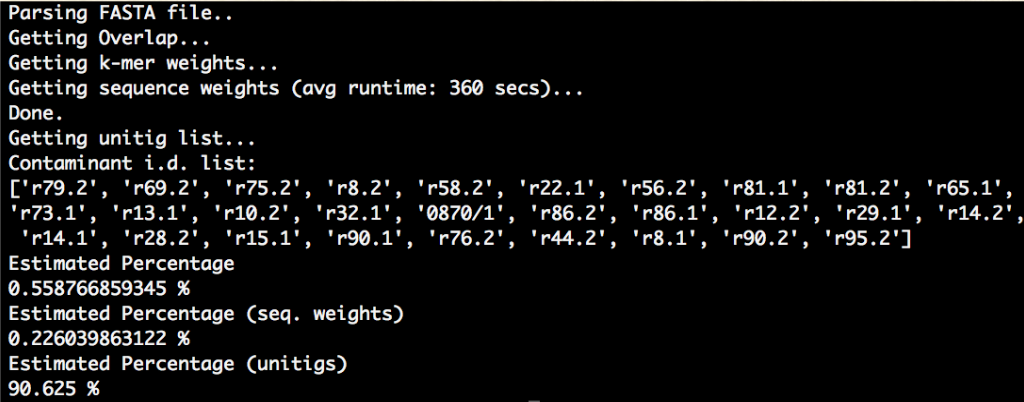 Parsing FASTA file..
Getting Overlap...
Getting k-mer weights...
Getting sequence weights (avg runtime: 360 secs)...
Done.
Getting unitig list...
Contaminant i.d. list:
['r79.2', 'r69.2', 'r75.2', 'r8.2', 'r58.2', 'r22.1', 'r56.2', 'r81.1', 'r81.2', 'r65.1',
'r73.1', 'r13.1', 'r10.2', 'r32.1', '0870/1', 'r86.2', 'r86.1', 'r12.2', 'r29.1', 'r14.2',
'r14.1', 'r28.2', 'r15.1', 'r90.1', 'r76.2', 'r44.2', 'r8.1', 'r90.2', 'r95.2']
Estimated Percentage
0.558766859345 %
Estimated Percentage (seq. weights)
0.226039863122 %
Estimated Percentage (unitigs)
90.625 %